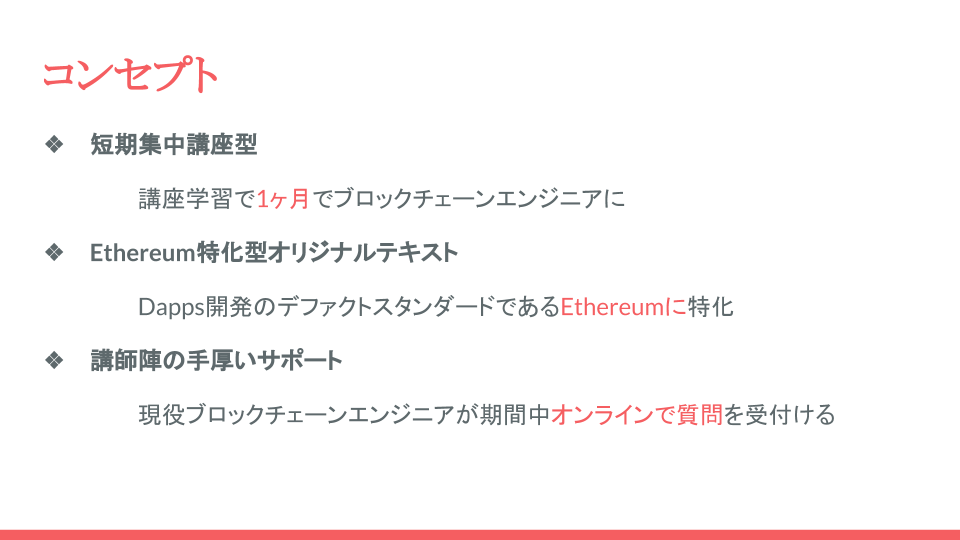 コンセプト
❖ 短期集中講座型
講座学習で1ヶ月でブロックチェーンエンジニアに
❖ Ethereum特化型オリジナルテキスト
Dapps開発のデファクトスタンダードであるEthereumに特化
❖ 講師陣の手厚いサポート
現役ブロックチェーンエンジニアが期間中オンラインで質問を受付ける